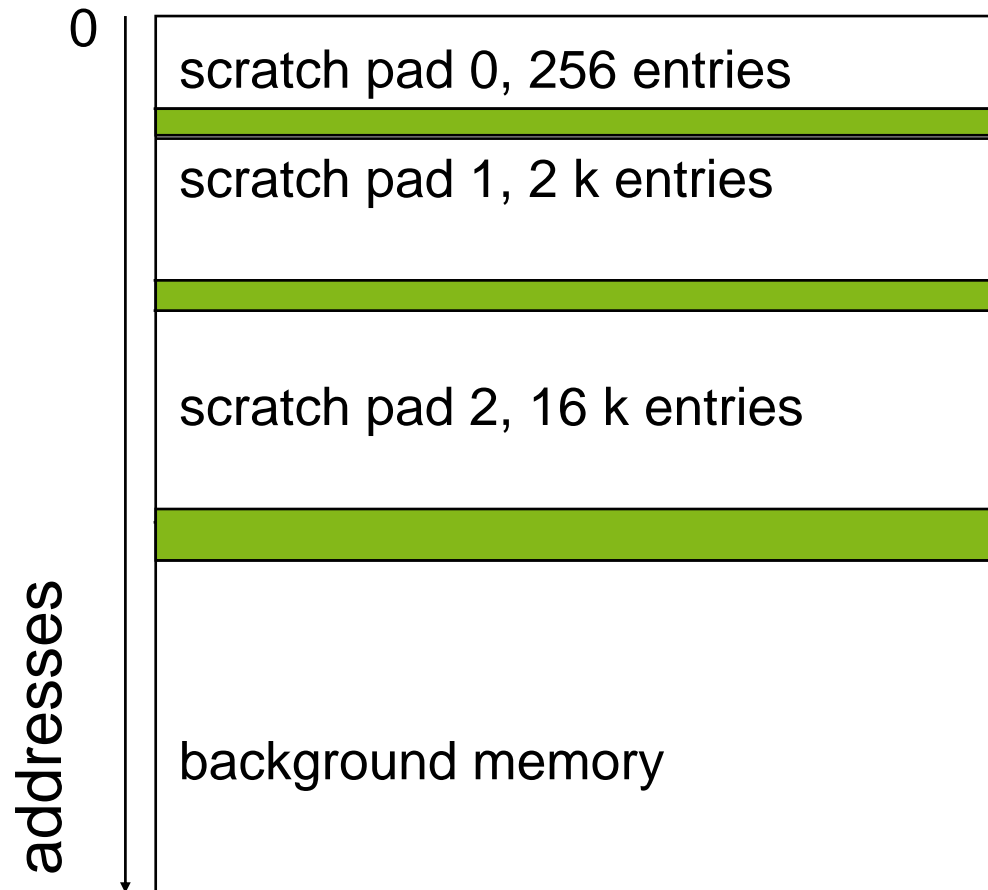 0
scratch pad 0, 256 entries
scratch pad 1, 2 k entries
scratch pad 2, 16 k entries
background memory
addresses